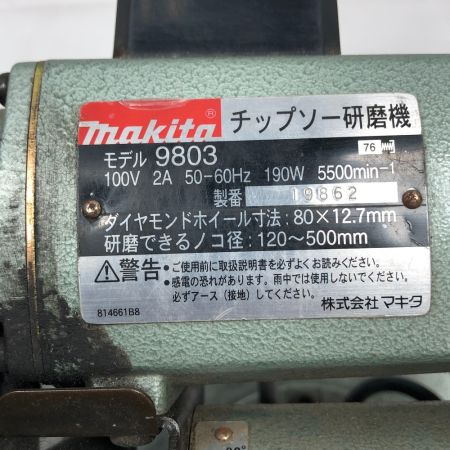 makita チップソー研磨機
モデル 9803 76
100V 2A 50-60Hz 190W 5500min-1
製番 19862
ダイヤモンドホイール寸法：80×12.7mm
研磨できるノコ径：120～500mm
⚠警告 •ご使用前に取扱説明書を必ずよくお読みください。
•感電の恐れがあります。雨中では使用しないでください。
必ずアース（接地）してください。
814661B8 株式会社 マキタ